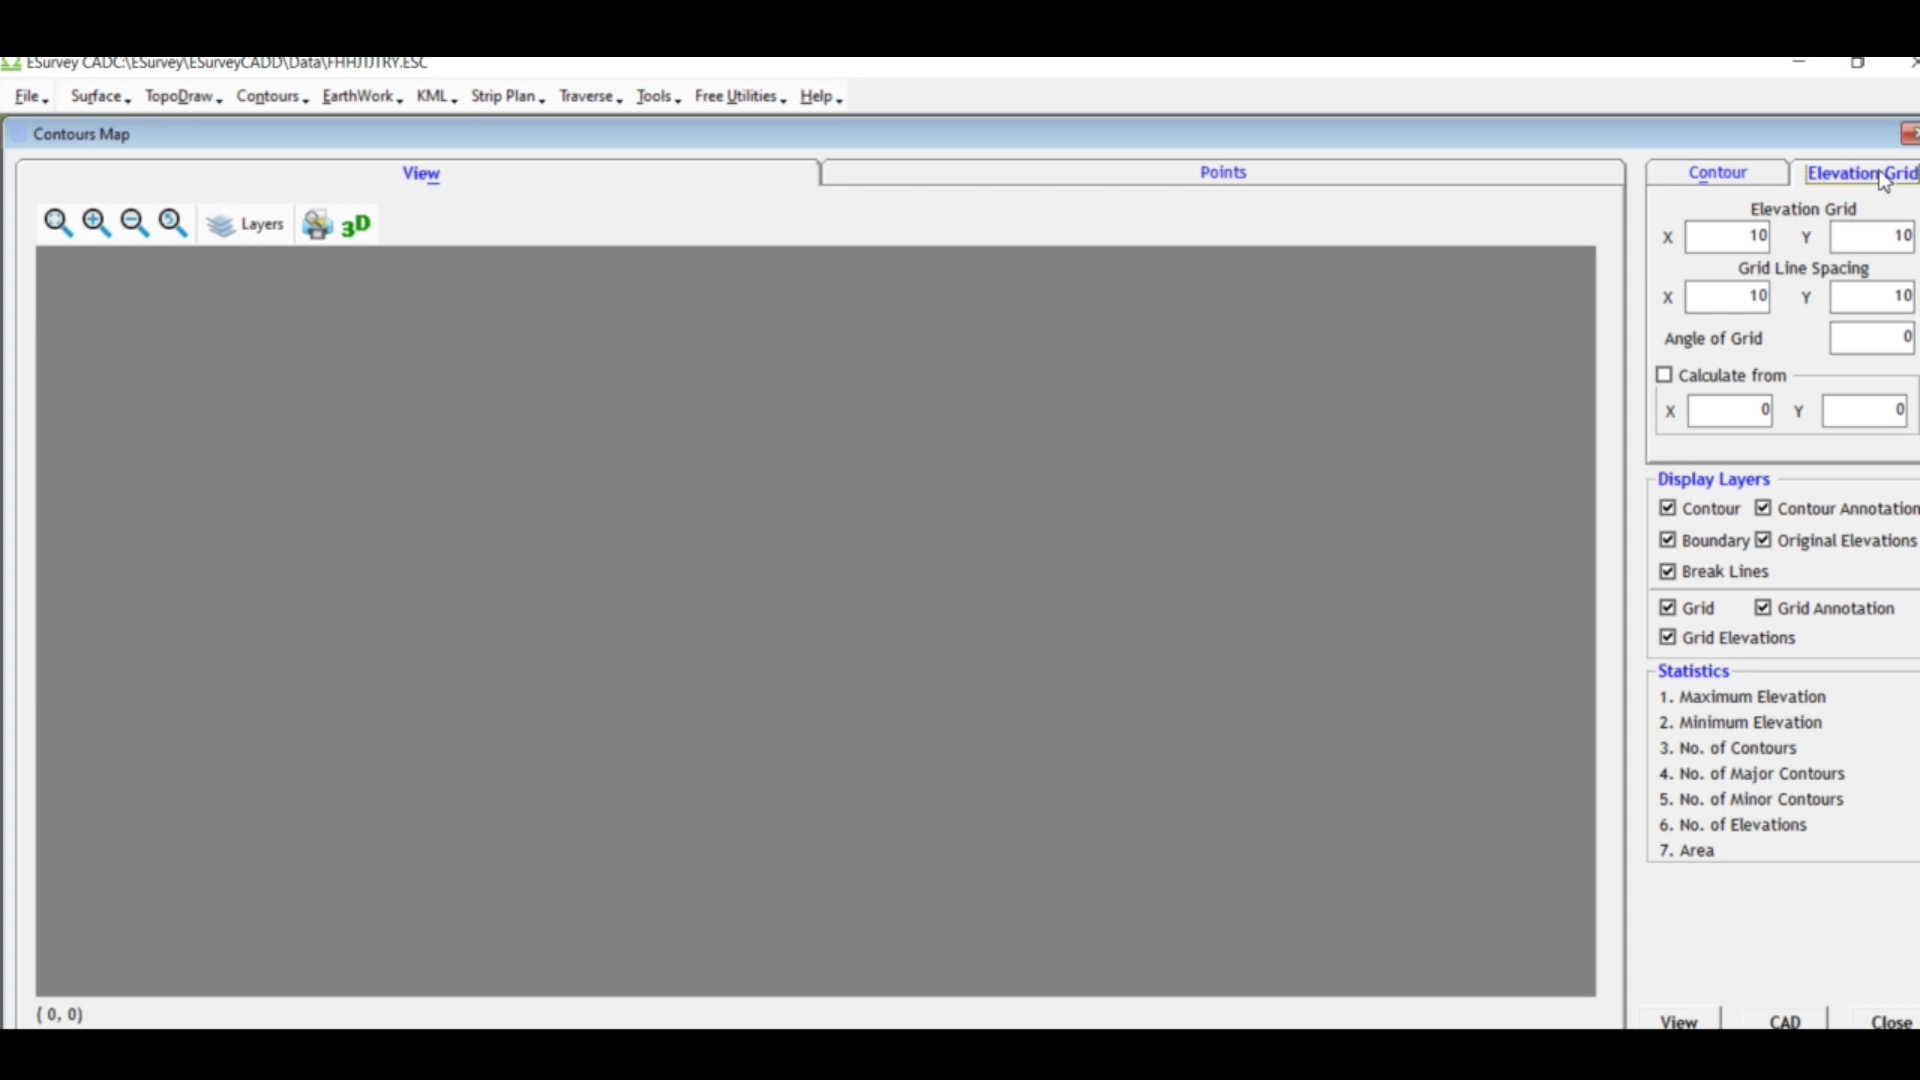 ESurvey CADC:\ESurvey\ESurveyCADD\Data\FHHJTJTRY.ESC
File Surface TopoDraw Contours EarthWork KML Strip Plan Traverse Tools Free Utilities Help
Contours Map
View Points Contour Elevation Grid
Layers 3D
Elevation Grid
X 10 Y 10
Grid Line Spacing
X 10 Y 10
Angle of Grid 0
Calculate from
X 0 Y 0
Display Layers
Contour Contour Annotation
Boundary Original Elevations
Break Lines
Grid Grid Annotation
Grid Elevations
Statistics
1. Maximum Elevation
2. Minimum Elevation
3. No. of Contours
4. No. of Major Contours
5. No. of Minor Contours
6. No. of Elevations
7. Area
( 0, 0)
View CAD Close